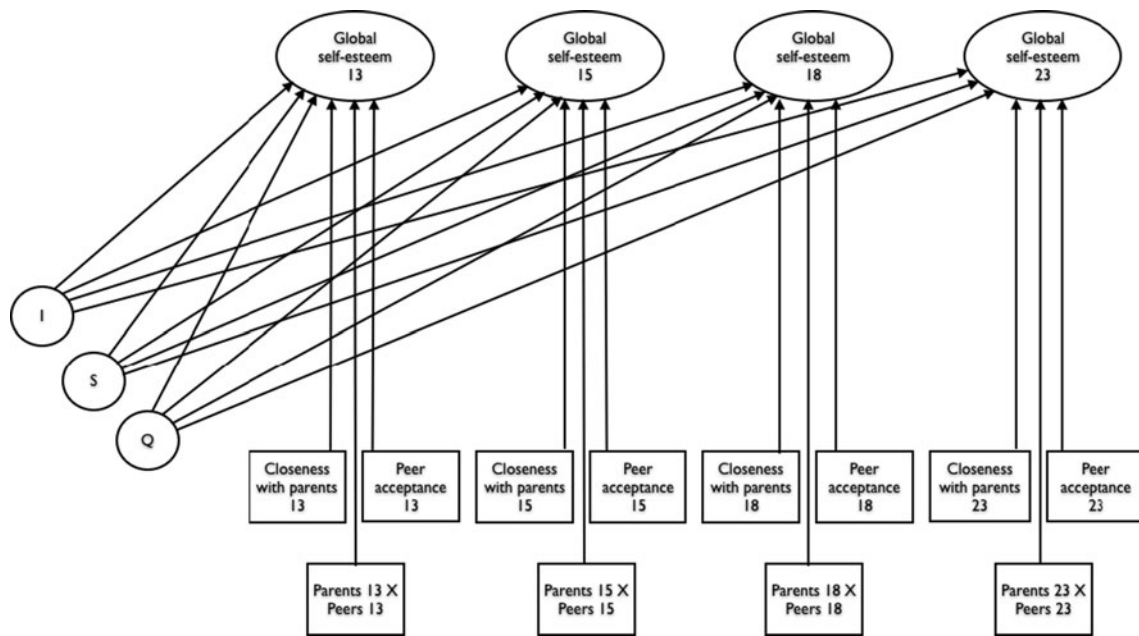 Global
self-esteem
13
Global
self-esteem
15
Global
self-esteem
18
Global
self-esteem
23
I
S
Q
Closeness
with parents
13
Peer
acceptance
13
Closeness
with parents
15
Peer
acceptance
15
Closeness
with parents
18
Peer
acceptance
18
Closeness
with parents
23
Peer
acceptance
23
Parents 13 X
Peers 13
Parents 15 X
Peers 15
Parents 18 X
Peers 18
Parents 23 X
Peers 23